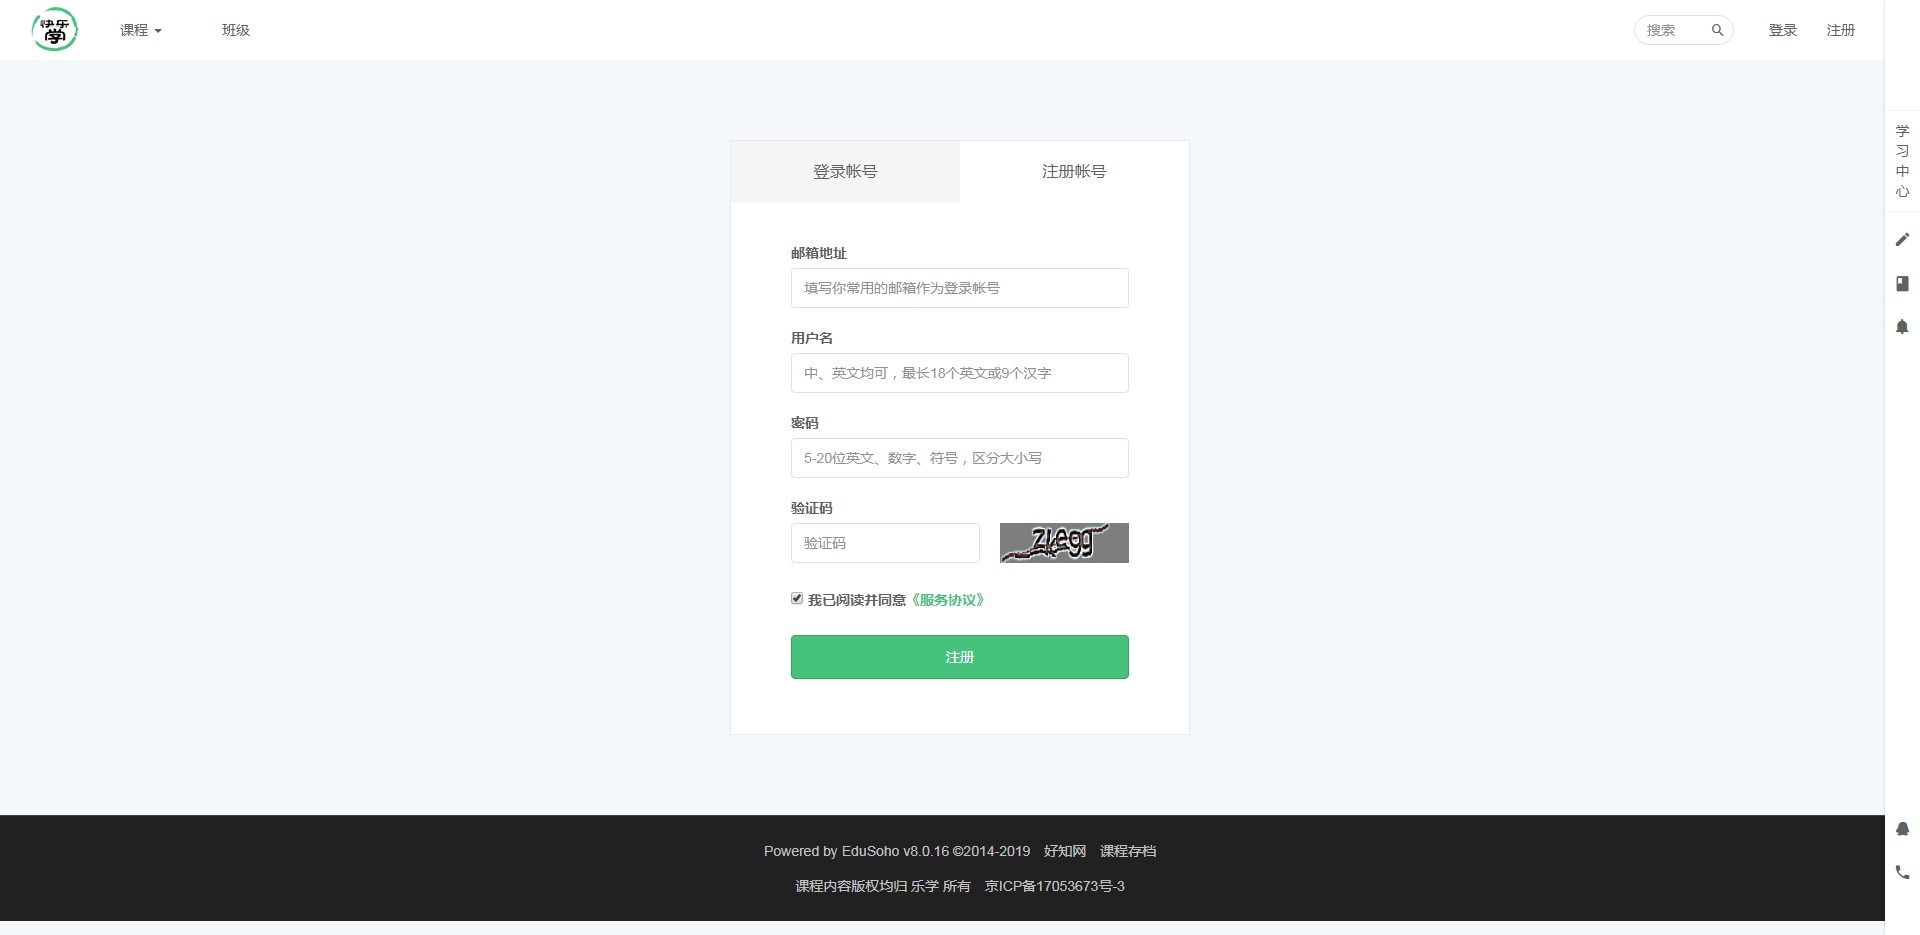 快乐
学
课程
班级
搜索
登录
注册
学
习
中
心
登录帐号
注册帐号
邮箱地址
填写你常用的邮箱作为登录帐号
用户名
中、英文均可，最长18个英文或9个汉字
密码
5-20位英文、数字、符号，区分大小写
验证码
验证码
zkegg
我已阅读并同意《服务协议》
注册
Powered by EduSoho v8.0.16 ©2014-2019 好知网 课程存档
课程内容版权均归 乐学 所有 京ICP备17053673号-3